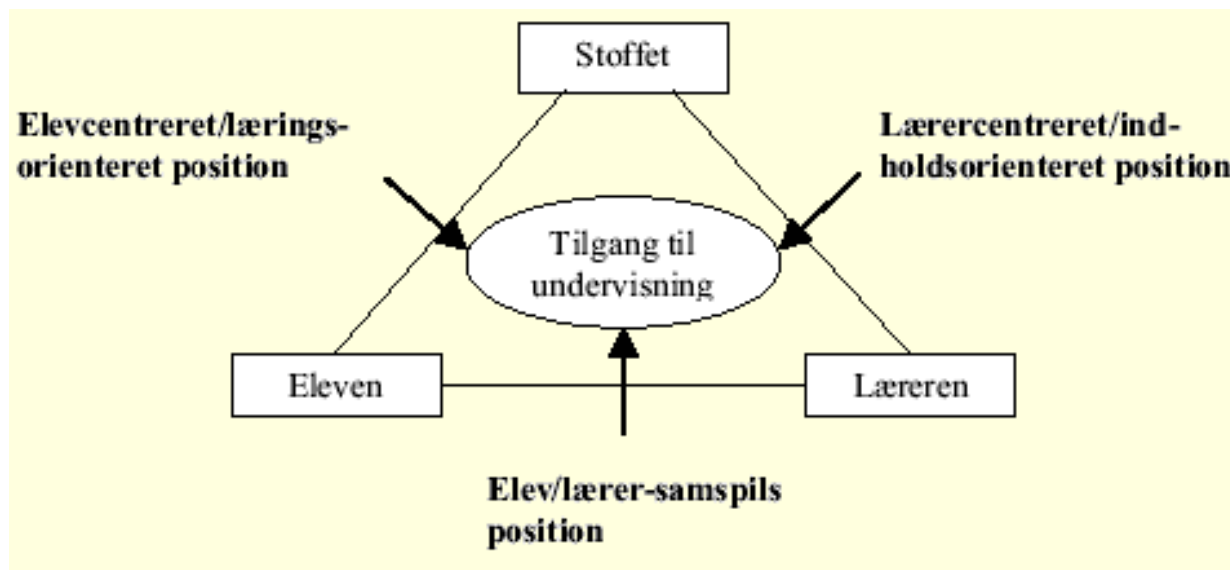 Stoffet
Elevcentreret/lærings-
orienteret position
Lærercentreret/ind-
holdsorienteret position
Tilgang til
undervisning
Eleven
Læreren
Elev/lærer-samspils
position